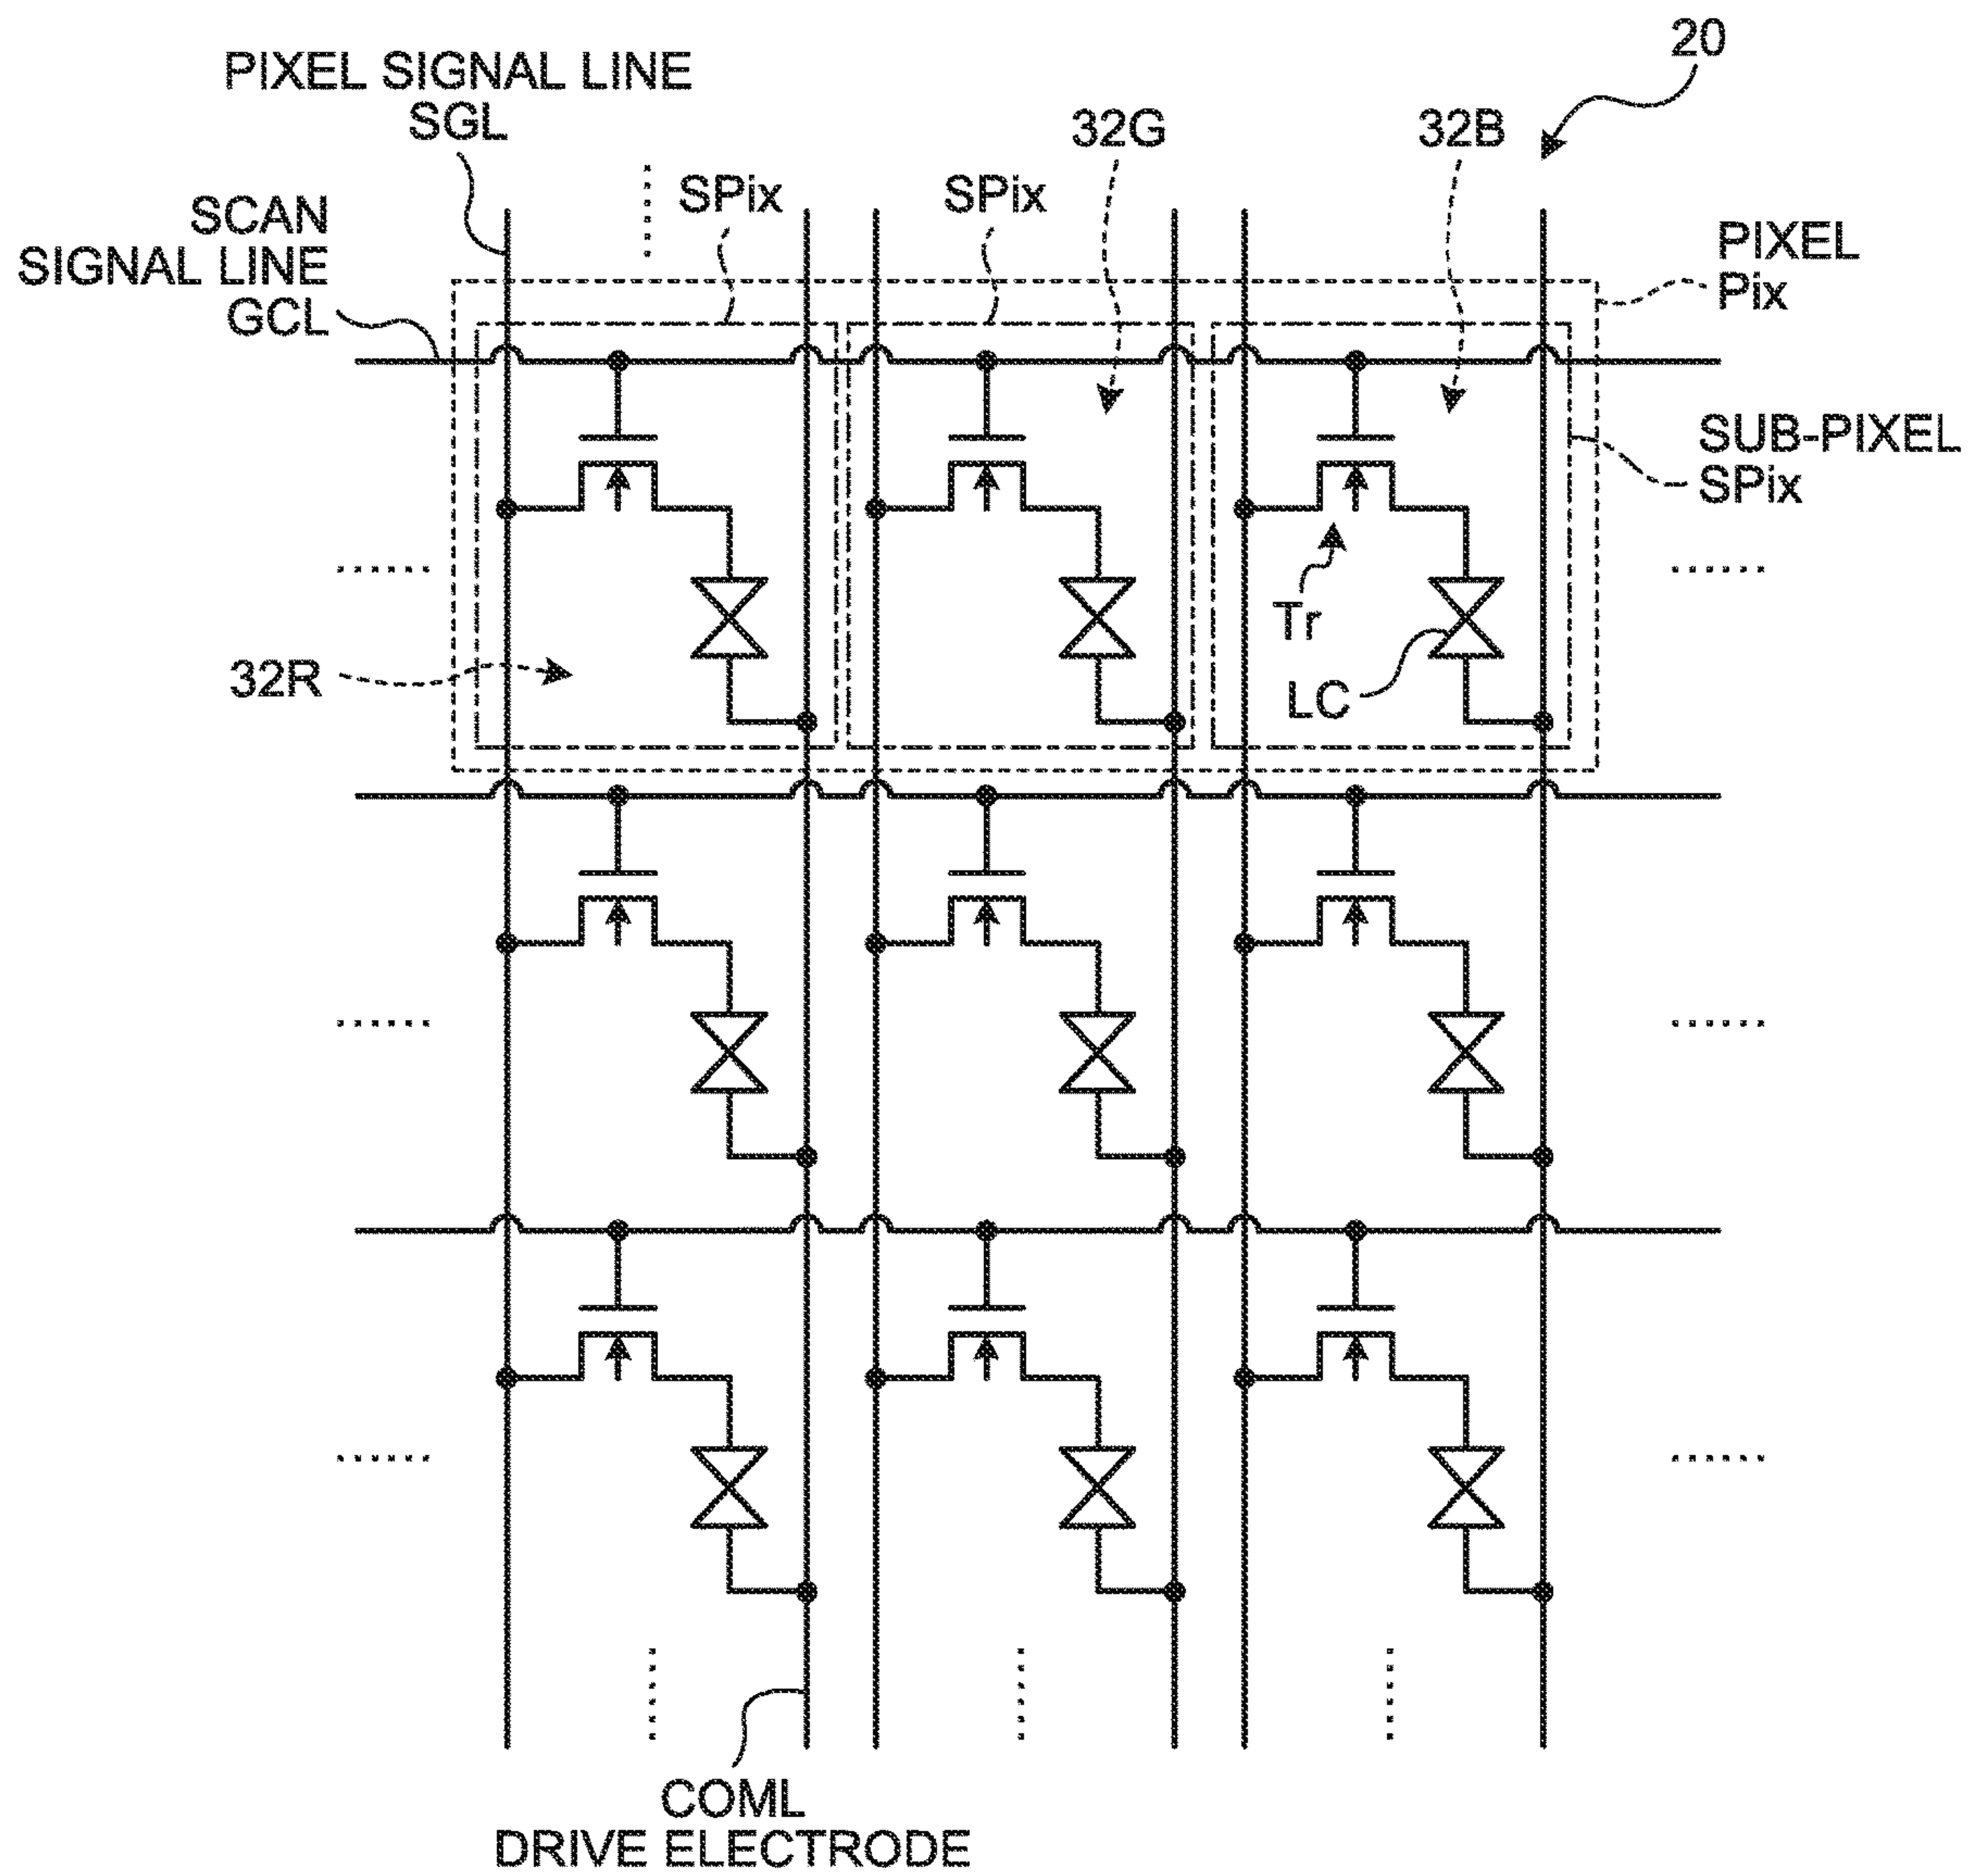 20
PIXEL SIGNAL LINE
SGL
32G
32B
SPix
SPix
SCAN
SIGNAL LINE
GCL
PIXEL
Pix
SUB-PIXEL
SPix
Tr
32R
LC
COML
DRIVE ELECTRODE